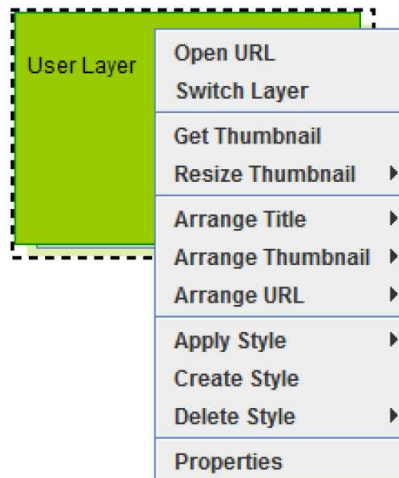 User Layer
Open URL
Switch Layer
Get Thumbnail
Resize Thumbnail
Arrange Title
Arrange Thumbnail
Arrange URL
Apply Style
Create Style
Delete Style
Properties